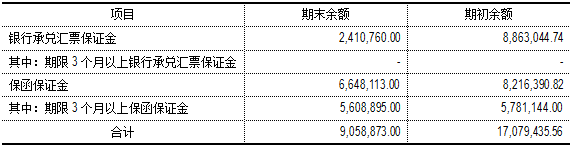 项目 期末余额 期初余额
银行承兑汇票保证金 2,410,760.00 8,863,044.74
其中：期限 3 个月以上银行承兑汇票保证金 - -
保函保证金 6,648,113.00 8,216,390.82
其中：期限 3 个月以上保函保证金 5,608,895.00 5,781,144.00
合计 9,058,873.00 17,079,435.56